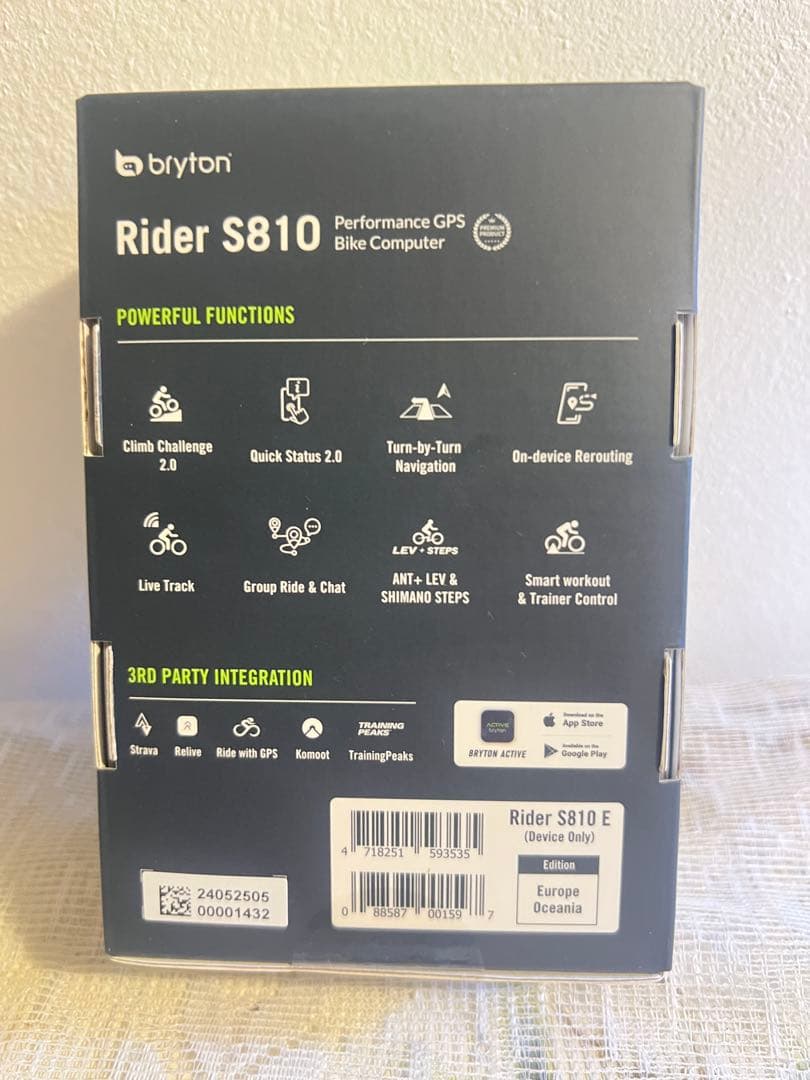 bryton
Rider S810
Performance GPS
Bike Computer
PREMIUM
PRODUCT
POWERFUL FUNCTIONS
Climb Challenge
2.0
Quick Status 2.0
Turn-by-Turn
Navigation
On-device Rerouting
Live Track
Group Ride & Chat
LEV + STEPS
ANT+ LEV &
SHIMANO STEPS
Smart workout
& Trainer Control
3RD PARTY INTEGRATION
Strava
Relive
Ride with GPS
Komoot
TRAINING
PEAKS
TrainingPeaks
ACTIVE
bryton
BRYTON ACTIVE
Download on the
App Store
Available on the
Google Play
24052505
00001432
4 718251 593535
0 88587 00159 7
Rider S810 E
(Device Only)
Edition
Europe
Oceania